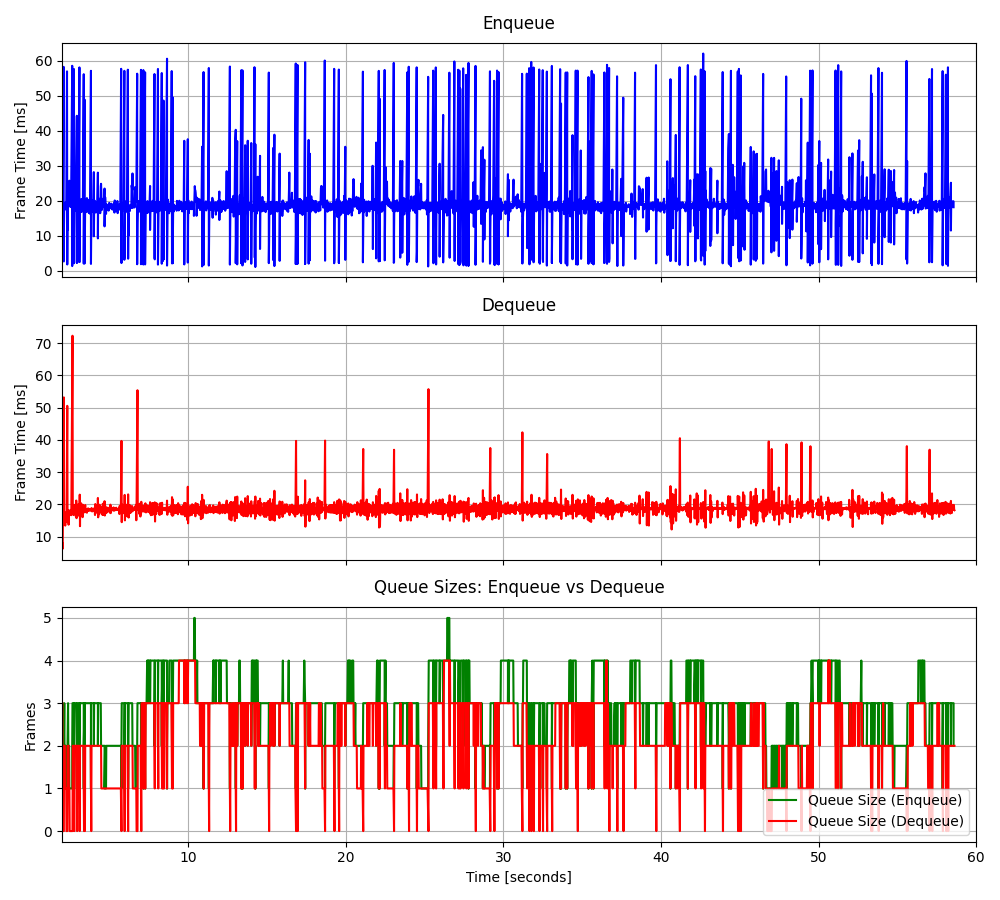 Enqueue
Frame Time [ms]
60
50
40
30
20
10
0
Dequeue
Frame Time [ms]
70
60
50
40
30
20
10
Queue Sizes: Enqueue vs Dequeue
Frames
5
4
3
2
1
0
Queue Size (Enqueue)
Queue Size (Dequeue)
10 20 30 40 50 60
Time [seconds]